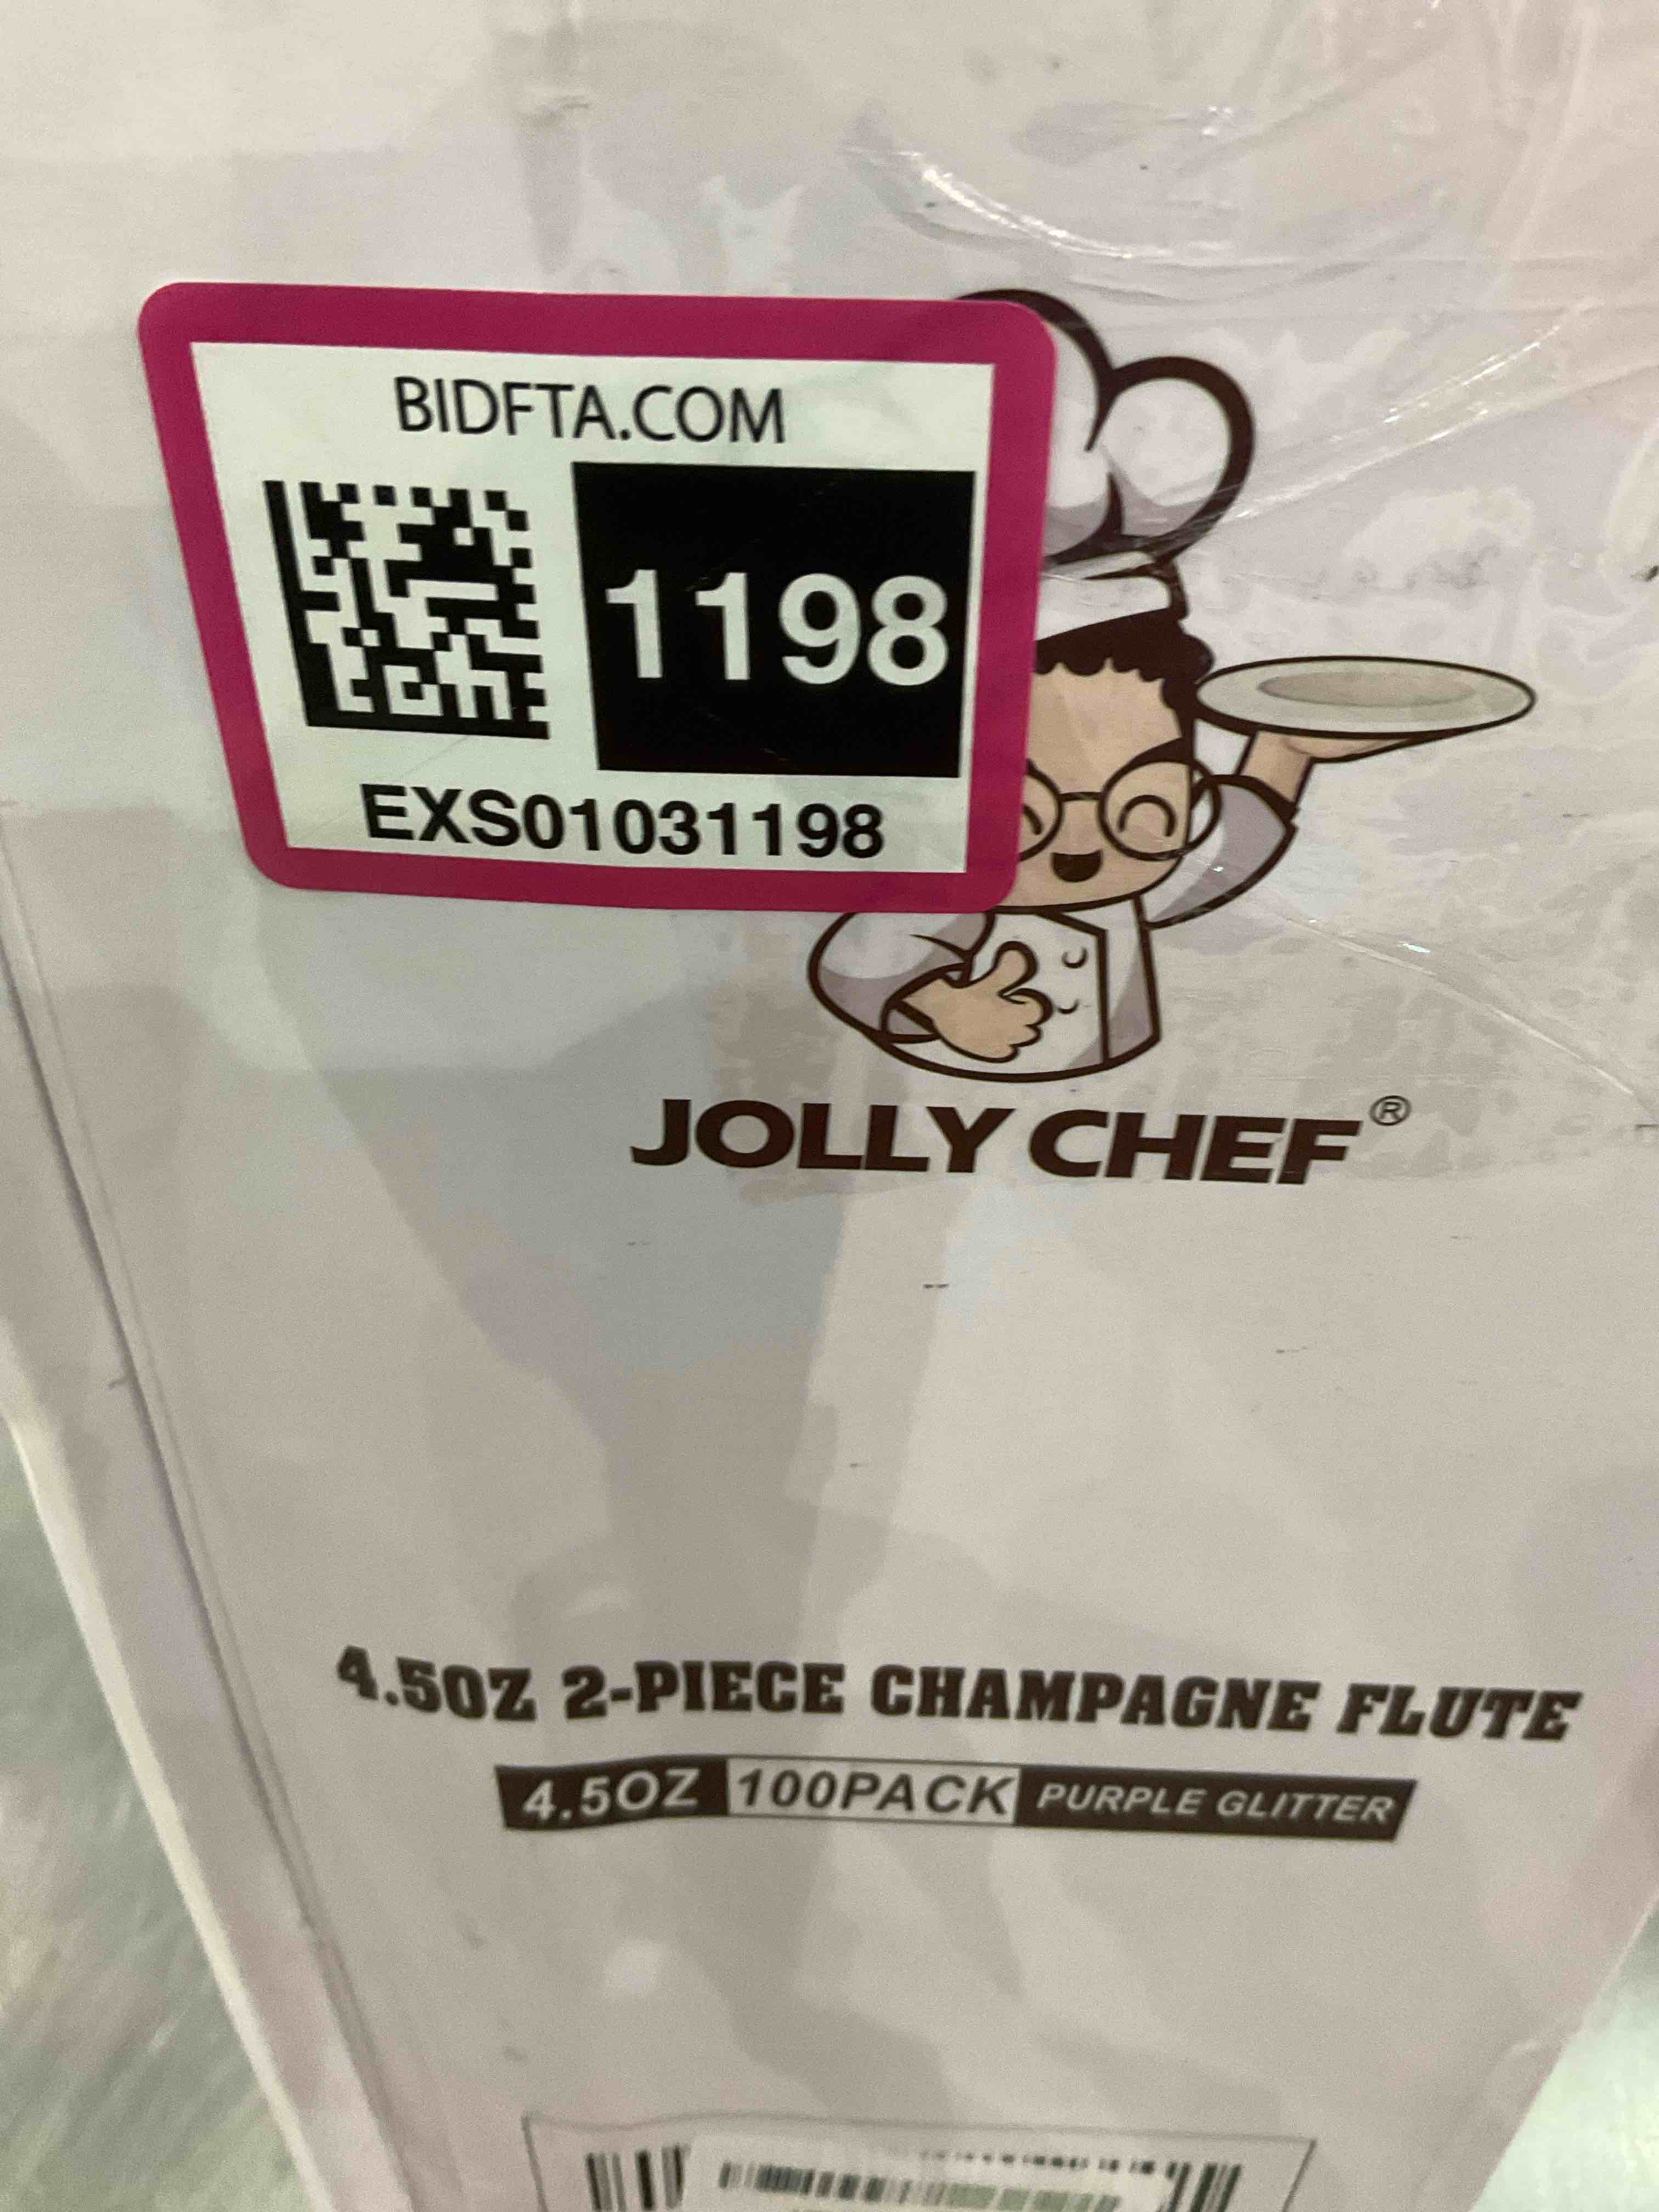 BIDFTA.COM
1198
EXS01031198
JOLLY CHEF®
4.5OZ 2-PIECE CHAMPAGNE FLUTE
4.5OZ 100PACK PURPLE GLITTER